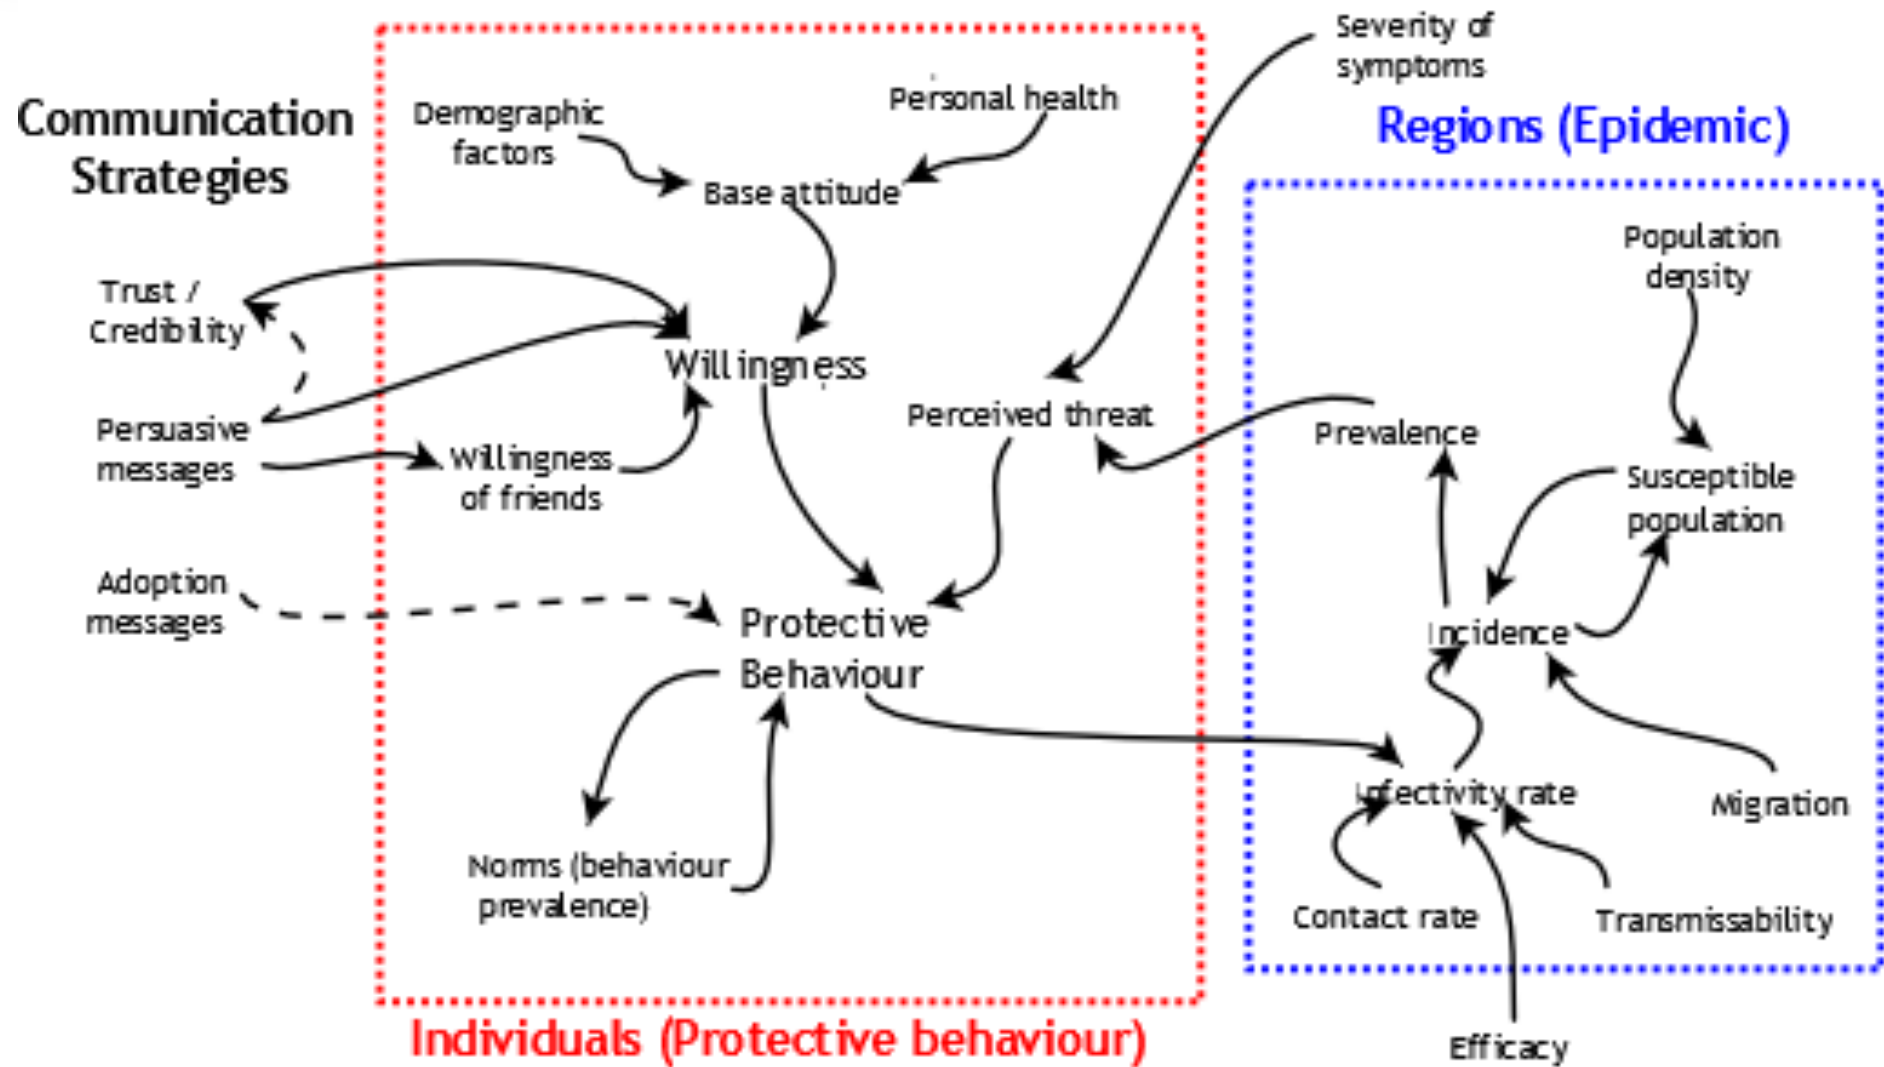 Severity of
symptoms
Communication
Strategies
Demographic
factors
Personal health
Base attitude
Regions (Epidemic)
Population
density
Trust /
Credibility
Willingness
Perceived threat
Prevalence
Persuasive
messages
Willingness
of friends
Susceptible
population
Adoption
messages
Protective
Behaviour
Incidence
Infectivity rate
Migration
Norms (behaviour
prevalence)
Contact rate
Transmissability
Individuals (Protective behaviour)
Efficacy